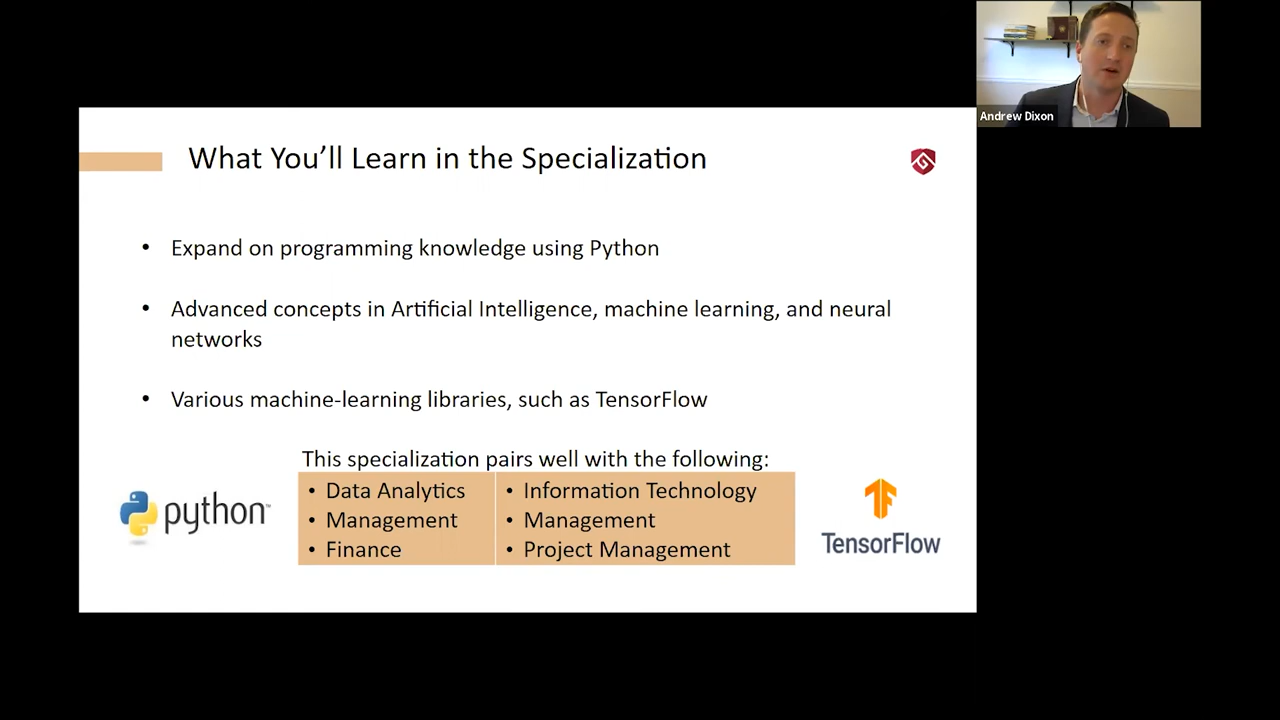 Andrew Dixon
What You'll Learn in the Specialization
• Expand on programming knowledge using Python
• Advanced concepts in Artificial Intelligence, machine learning, and neural
networks
• Various machine-learning libraries, such as TensorFlow
This specialization pairs well with the following:
• Data Analytics
• Management
• Finance
• Information Technology
• Management
• Project Management
python™
TensorFlow